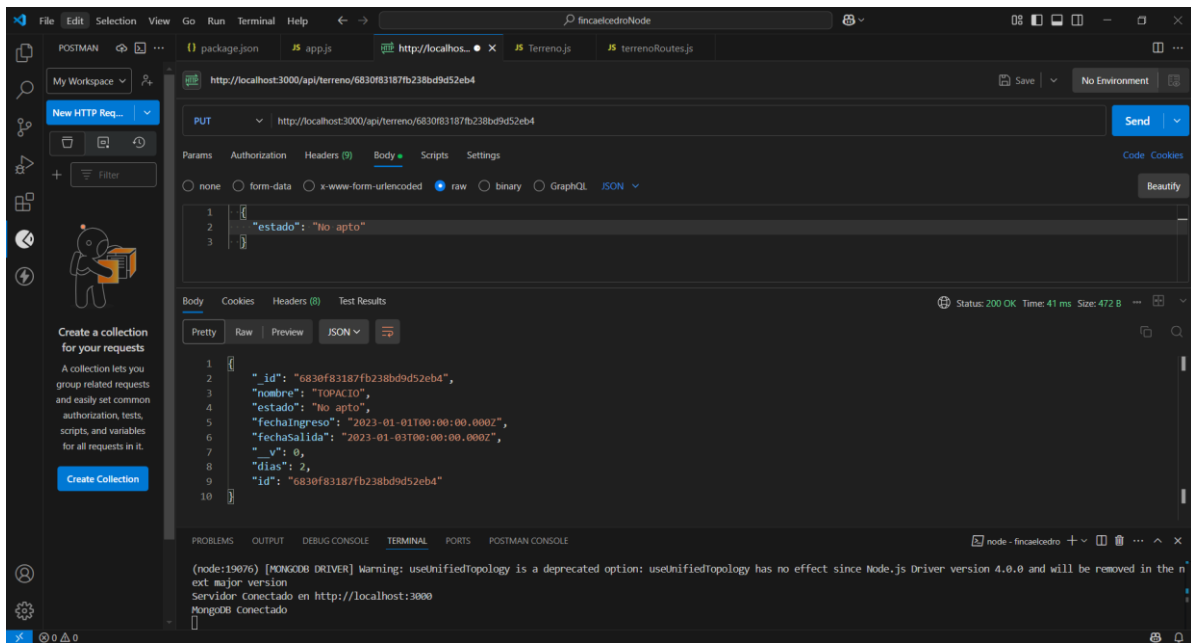 File Edit Selection View Go Run Terminal Help
fincaelcedroNode
POSTMAN
{} package.json
JS app.js
http://localhos...
JS Terreno.js
JS terrenoRoutes.js
My Workspace
http://localhost:3000/api/terreno/6830f83187fb238bd9d52eb4
Save
No Environment
New HTTP Req...
PUT
http://localhost:3000/api/terreno/6830f83187fb238bd9d52eb4
Send
Params Authorization Headers (9) Body Scripts Settings
Code Cookies
Filter
none form-data x-www-form-urlencoded raw binary GraphQL JSON
Beautify
1 {
2 "estado": "No apto"
3 }
Body Cookies Headers (8) Test Results
Status: 200 OK Time: 41 ms Size: 472 B
Pretty Raw Preview JSON
1 {
2 "_id": "6830f83187fb238bd9d52eb4",
3 "nombre": "TOPACIO",
4 "estado": "No apto",
5 "fechaIngreso": "2023-01-01T00:00:00.000Z",
6 "fechaSalida": "2023-01-03T00:00:00.000Z",
7 "__v": 0,
8 "dias": 2,
9 "id": "6830f83187fb238bd9d52eb4"
10 }
Create a collection
for your requests
A collection lets you
group related requests
and easily set common
authorization, tests,
scripts, and variables
for all requests in it.
Create Collection
PROBLEMS OUTPUT DEBUG CONSOLE TERMINAL PORTS POSTMAN CONSOLE
node - fincaelcedro
(node:19076) [MONGODB DRIVER] Warning: useUnifiedTopology is a deprecated option: useUnifiedTopology has no effect since Node.js Driver version 4.0.0 and will be removed in the n
ext major version
Servidor Conectado en http://localhost:3000
MongoDB Conectado
0 0